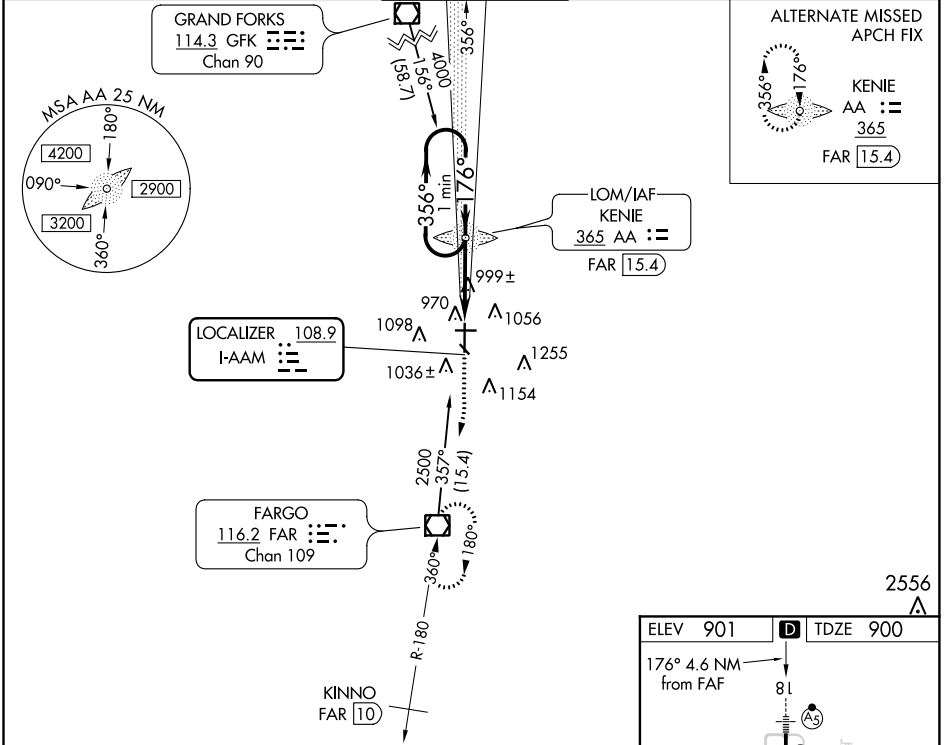 GRAND FORKS
114.3 GFK
Chan 90
156°
(58.7)
4000
356°
ALTERNATE MISSED
APCH FIX
356°
176°
KENIE
AA
365
FAR 15.4
MSA AA 25 NM
180°
4200
090°
2900
3200
360°
356°
1 min
176°
LOM/IAF
KENIE
365 AA
FAR 15.4
999±
970
1056
1098
LOCALIZER 108.9
I-AAM
1255
1036±
1154
2500
357°
(15.4)
FARGO
116.2 FAR
Chan 109
360°
180°
R-180
KINNO
FAR 10
2556
ELEV 901
D
TDZE 900
176° 4.6 NM
from FAF
18
A5